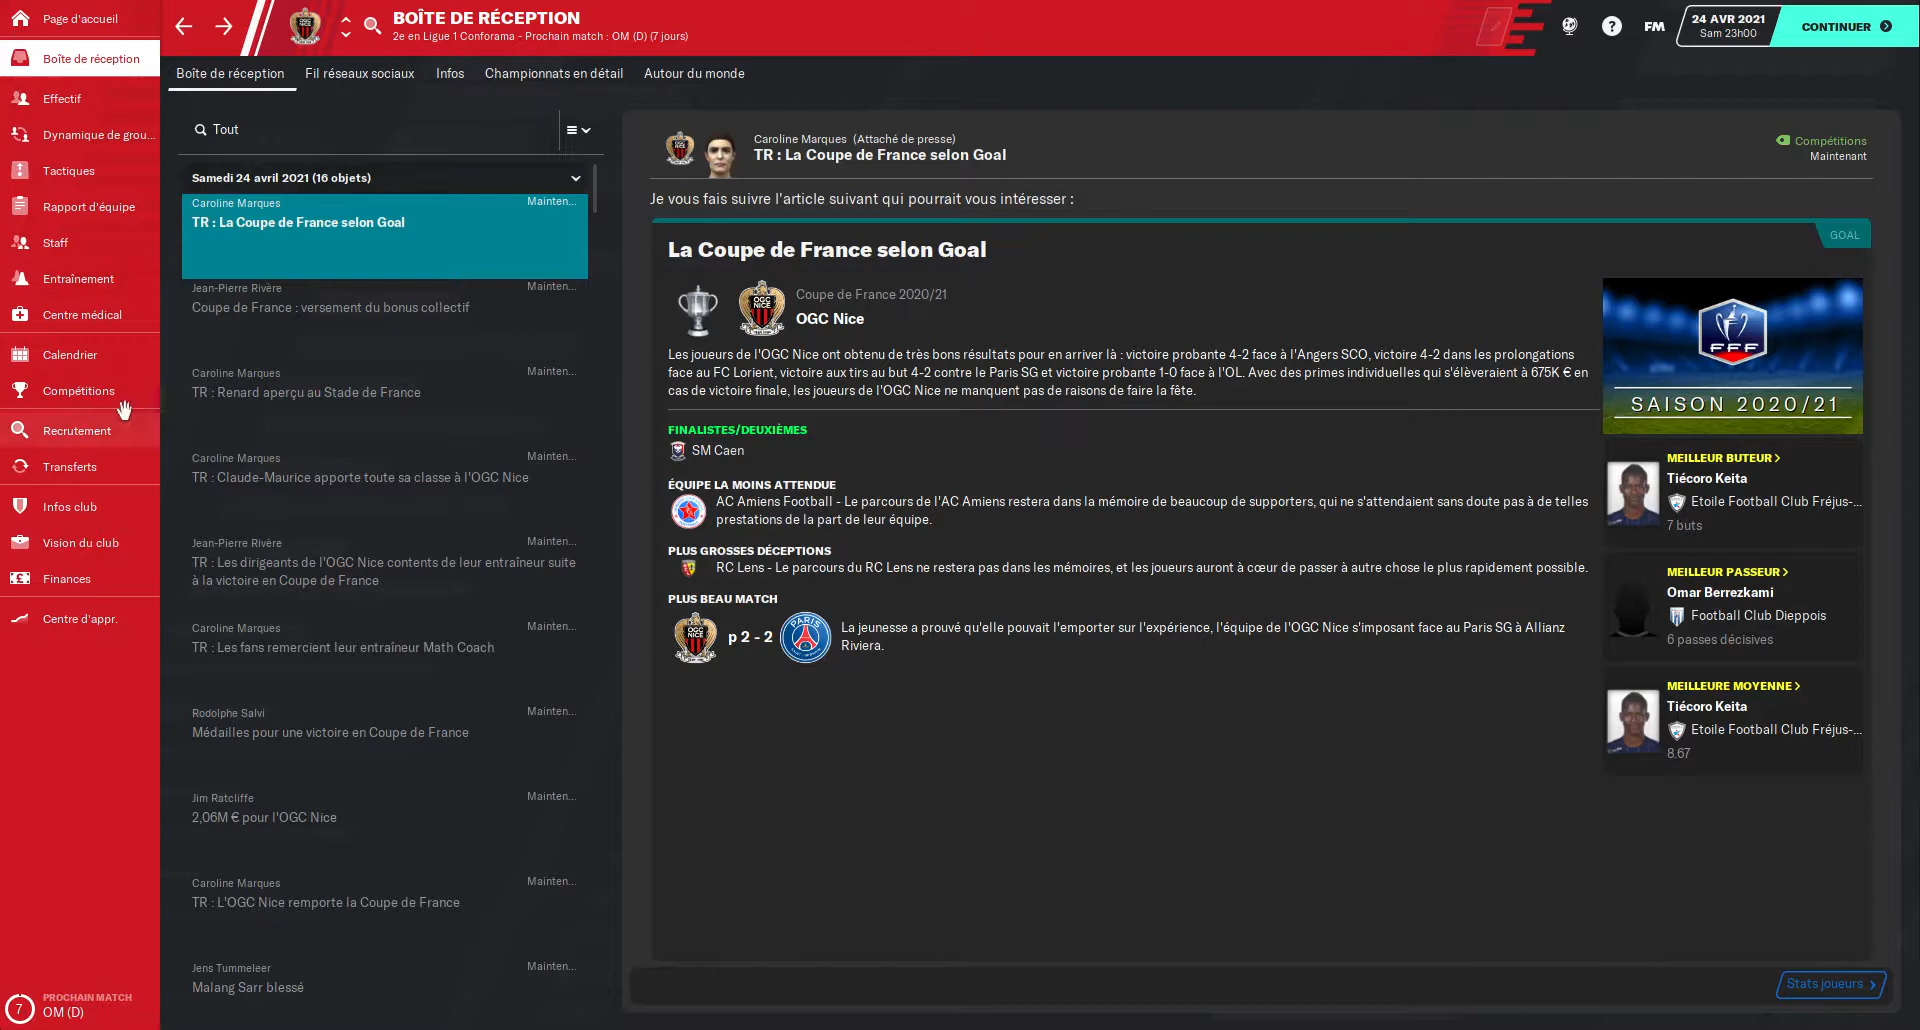 Page d'accueil
Boîte de réception
Effectif
Dynamique de grou...
Tactiques
Rapport d'équipe
Staff
Entraînement
Centre médical
Calendrier
Compétitions
Recrutement
Transferts
Infos club
Vision du club
Finances
Centre d'appr.
7
PROCHAIN MATCH
OM (D)
BOÎTE DE RÉCEPTION
2e en Ligue 1 Conforama - Prochain match : OM (D) (7 jours)
FM
24 AVR 2021
Sam 23h00
CONTINUER
Boîte de réception Fil réseaux sociaux Infos Championnats en détail Autour du monde
Tout
Samedi 24 avril 2021 (16 objets)
Caroline Marques Mainten...
TR : La Coupe de France selon Goal
Jean-Pierre Rivère Mainten...
Coupe de France : versement du bonus collectif
Caroline Marques Mainten...
TR : Renard aperçu au Stade de France
Caroline Marques Mainten...
TR : Claude-Maurice apporte toute sa classe à l'OGC Nice
Jean-Pierre Rivère Mainten...
TR : Les dirigeants de l'OGC Nice contents de leur entraîneur suite
à la victoire en Coupe de France
Caroline Marques Mainten...
TR : Les fans remercient leur entraîneur Math Coach
Rodolphe Salvi Mainten...
Médailles pour une victoire en Coupe de France
Jim Ratcliffe Mainten...
2,06M € pour l'OGC Nice
Caroline Marques Mainten...
TR : L'OGC Nice remporte la Coupe de France
Jens Tummeleer Mainten...
Malang Sarr blessé
Caroline Marques (Attaché de presse)
TR : La Coupe de France selon Goal
Compétitions
Maintenant
Je vous fais suivre l'article suivant qui pourrait vous intéresser :
GOAL
La Coupe de France selon Goal
Coupe de France 2020/21
OGC Nice
Les joueurs de l'OGC Nice ont obtenu de très bons résultats pour en arriver là : victoire probante 4-2 face à l'Angers SCO, victoire 4-2 dans les prolongations
face au FC Lorient, victoire aux tirs au but 4-2 contre le Paris SG et victoire probante 1-0 face à l'OL. Avec des primes individuelles qui s'élèveraient à 675K € en
cas de victoire finale, les joueurs de l'OGC Nice ne manquent pas de raisons de faire la fête.
FINALISTES/DEUXIÈMES
SM Caen
ÉQUIPE LA MOINS ATTENDUE
AC Amiens Football - Le parcours de l'AC Amiens restera dans la mémoire de beaucoup de supporters, qui ne s'attendaient sans doute pas à de telles
prestations de la part de leur équipe.
PLUS GROSSES DÉCEPTIONS
RC Lens - Le parcours du RC Lens ne restera pas dans les mémoires, et les joueurs auront à cœur de passer à autre chose le plus rapidement possible.
PLUS BEAU MATCH
p 2 - 2
La jeunesse a prouvé qu'elle pouvait l'emporter sur l'expérience, l'équipe de l'OGC Nice s'imposant face au Paris SG à Allianz
Riviera.
FFF
SAISON 2020/21
MEILLEUR BUTEUR >
Tiécoro Keita
Etoile Football Club Fréjus-...
7 buts
MEILLEUR PASSEUR >
Omar Berrezkami
Football Club Dieppois
6 passes décisives
MEILLEURE MOYENNE >
Tiécoro Keita
Etoile Football Club Fréjus-...
8.67
Stats joueurs >